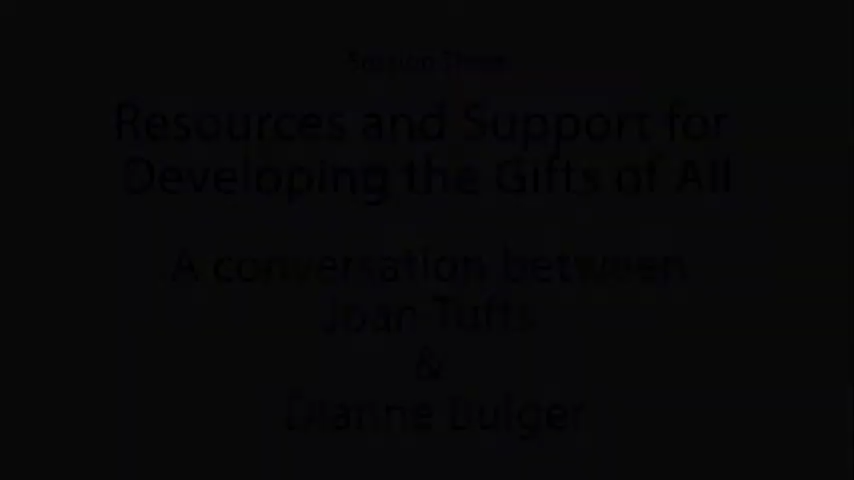 Session Three
Resources and Support for
Developing the Gifts of All
A conversation between
Joan Tufts
&
Dianne Bulger